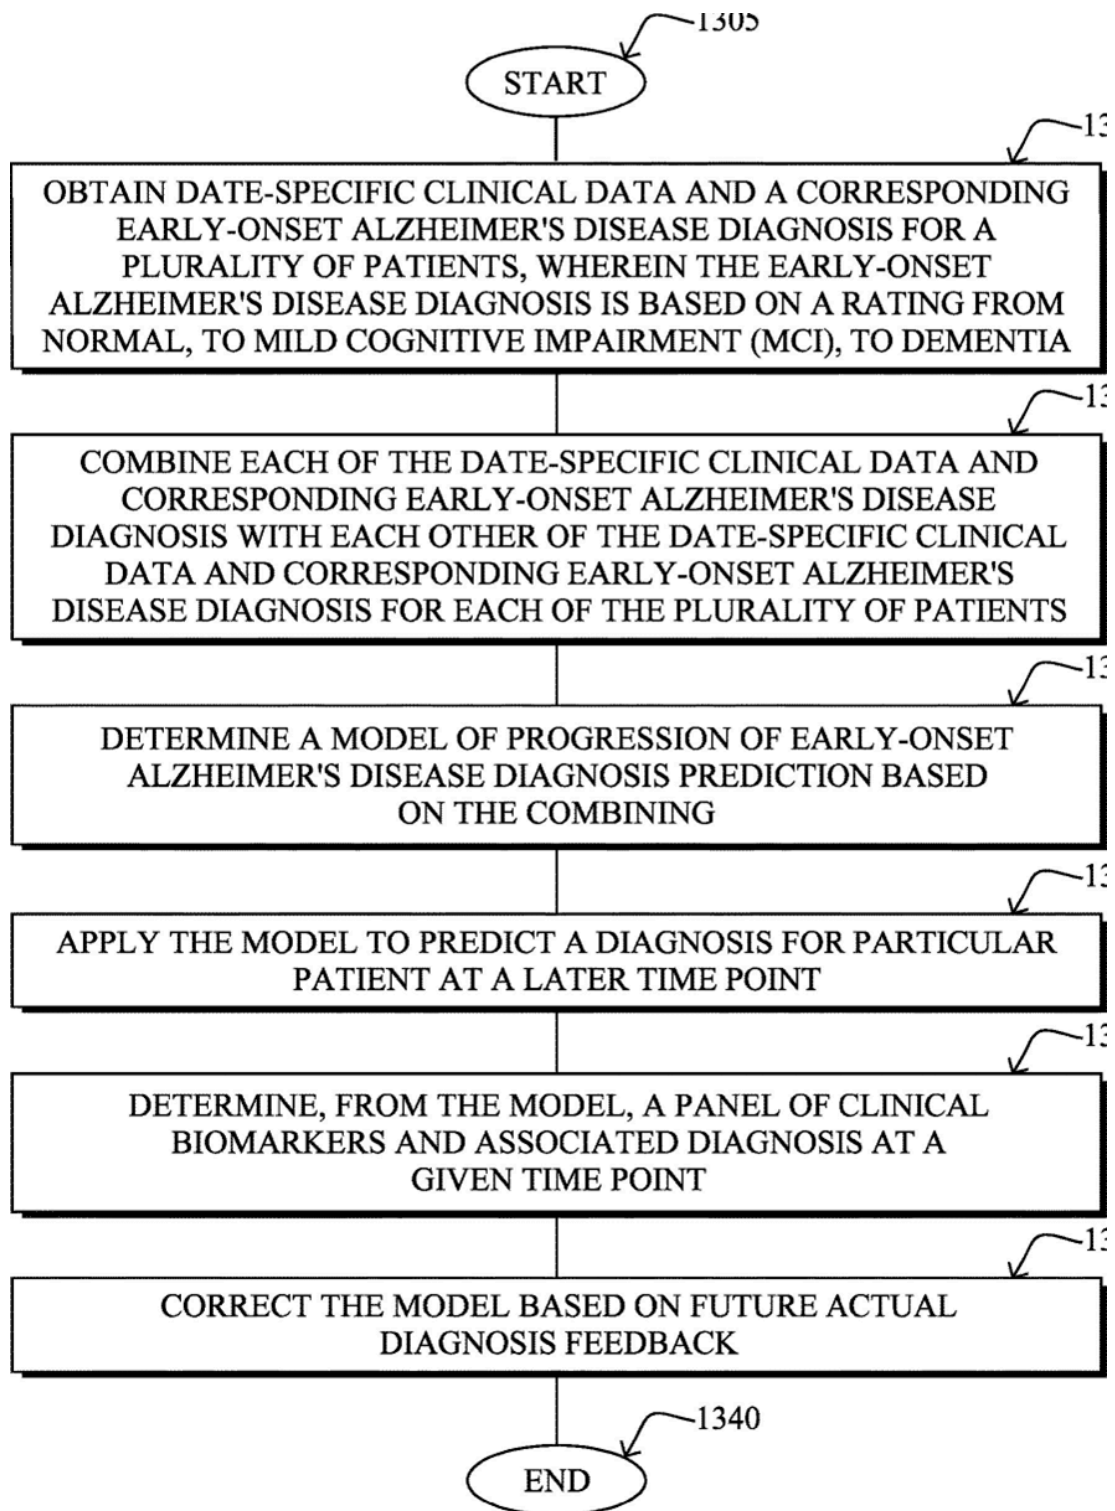 1305
START
OBTAIN DATE-SPECIFIC CLINICAL DATA AND A CORRESPONDING
EARLY-ONSET ALZHEIMER'S DISEASE DIAGNOSIS FOR A
PLURALITY OF PATIENTS, WHEREIN THE EARLY-ONSET
ALZHEIMER'S DISEASE DIAGNOSIS IS BASED ON A RATING FROM
NORMAL, TO MILD COGNITIVE IMPAIRMENT (MCI), TO DEMENTIA
COMBINE EACH OF THE DATE-SPECIFIC CLINICAL DATA AND
CORRESPONDING EARLY-ONSET ALZHEIMER'S DISEASE
DIAGNOSIS WITH EACH OTHER OF THE DATE-SPECIFIC CLINICAL
DATA AND CORRESPONDING EARLY-ONSET ALZHEIMER'S
DISEASE DIAGNOSIS FOR EACH OF THE PLURALITY OF PATIENTS
DETERMINE A MODEL OF PROGRESSION OF EARLY-ONSET
ALZHEIMER'S DISEASE DIAGNOSIS PREDICTION BASED
ON THE COMBINING
APPLY THE MODEL TO PREDICT A DIAGNOSIS FOR PARTICULAR
PATIENT AT A LATER TIME POINT
DETERMINE, FROM THE MODEL, A PANEL OF CLINICAL
BIOMARKERS AND ASSOCIATED DIAGNOSIS AT A
GIVEN TIME POINT
CORRECT THE MODEL BASED ON FUTURE ACTUAL
DIAGNOSIS FEEDBACK
1340
END